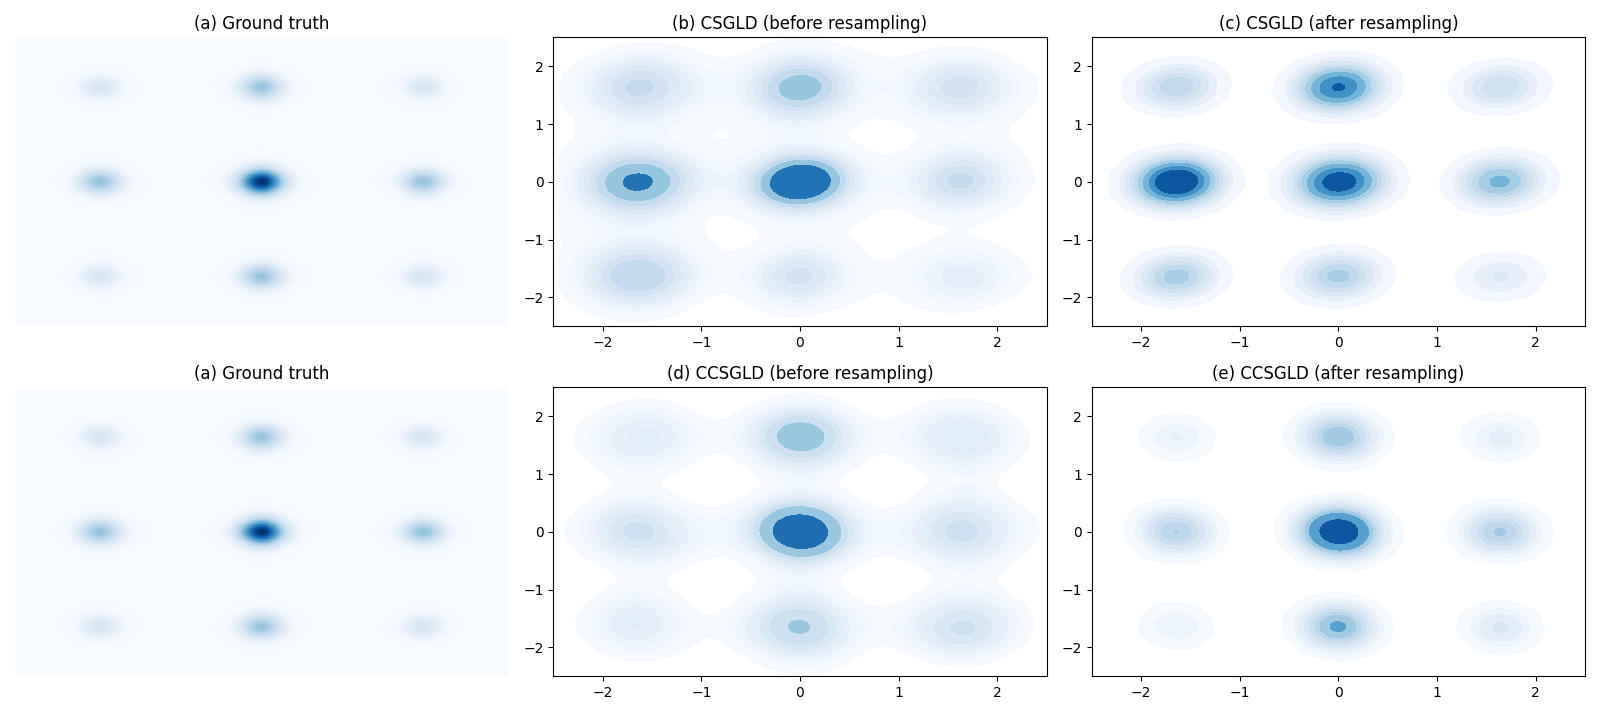 (a) Ground truth
(b) CSGLD (before resampling)
(c) CSGLD (after resampling)
2
1
0
−1
−2
−2 −1 0 1 2
2
1
0
−1
−2
−2 −1 0 1 2
(a) Ground truth
(d) CCSGLD (before resampling)
(e) CCSGLD (after resampling)
2
1
0
−1
−2
−2 −1 0 1 2
2
1
0
−1
−2
−2 −1 0 1 2